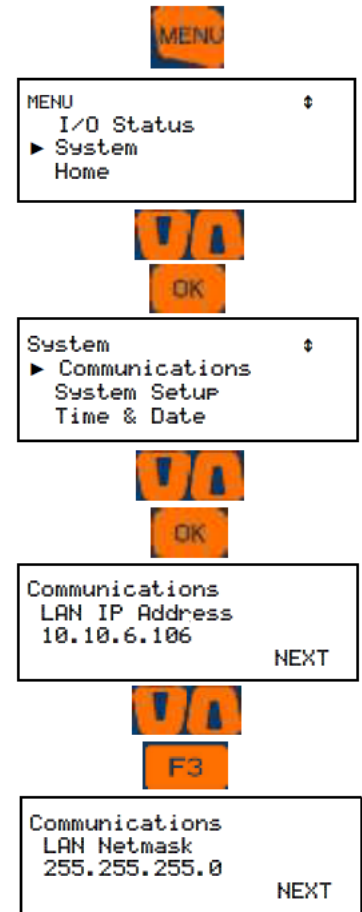 MENU
MENU
I/O Status
► System
Home
OK
System
► Communications
System Setup
Time & Date
OK
Communications
LAN IP Address
10.10.6.106
NEXT
F3
Communications
LAN Netmask
255.255.255.0
NEXT